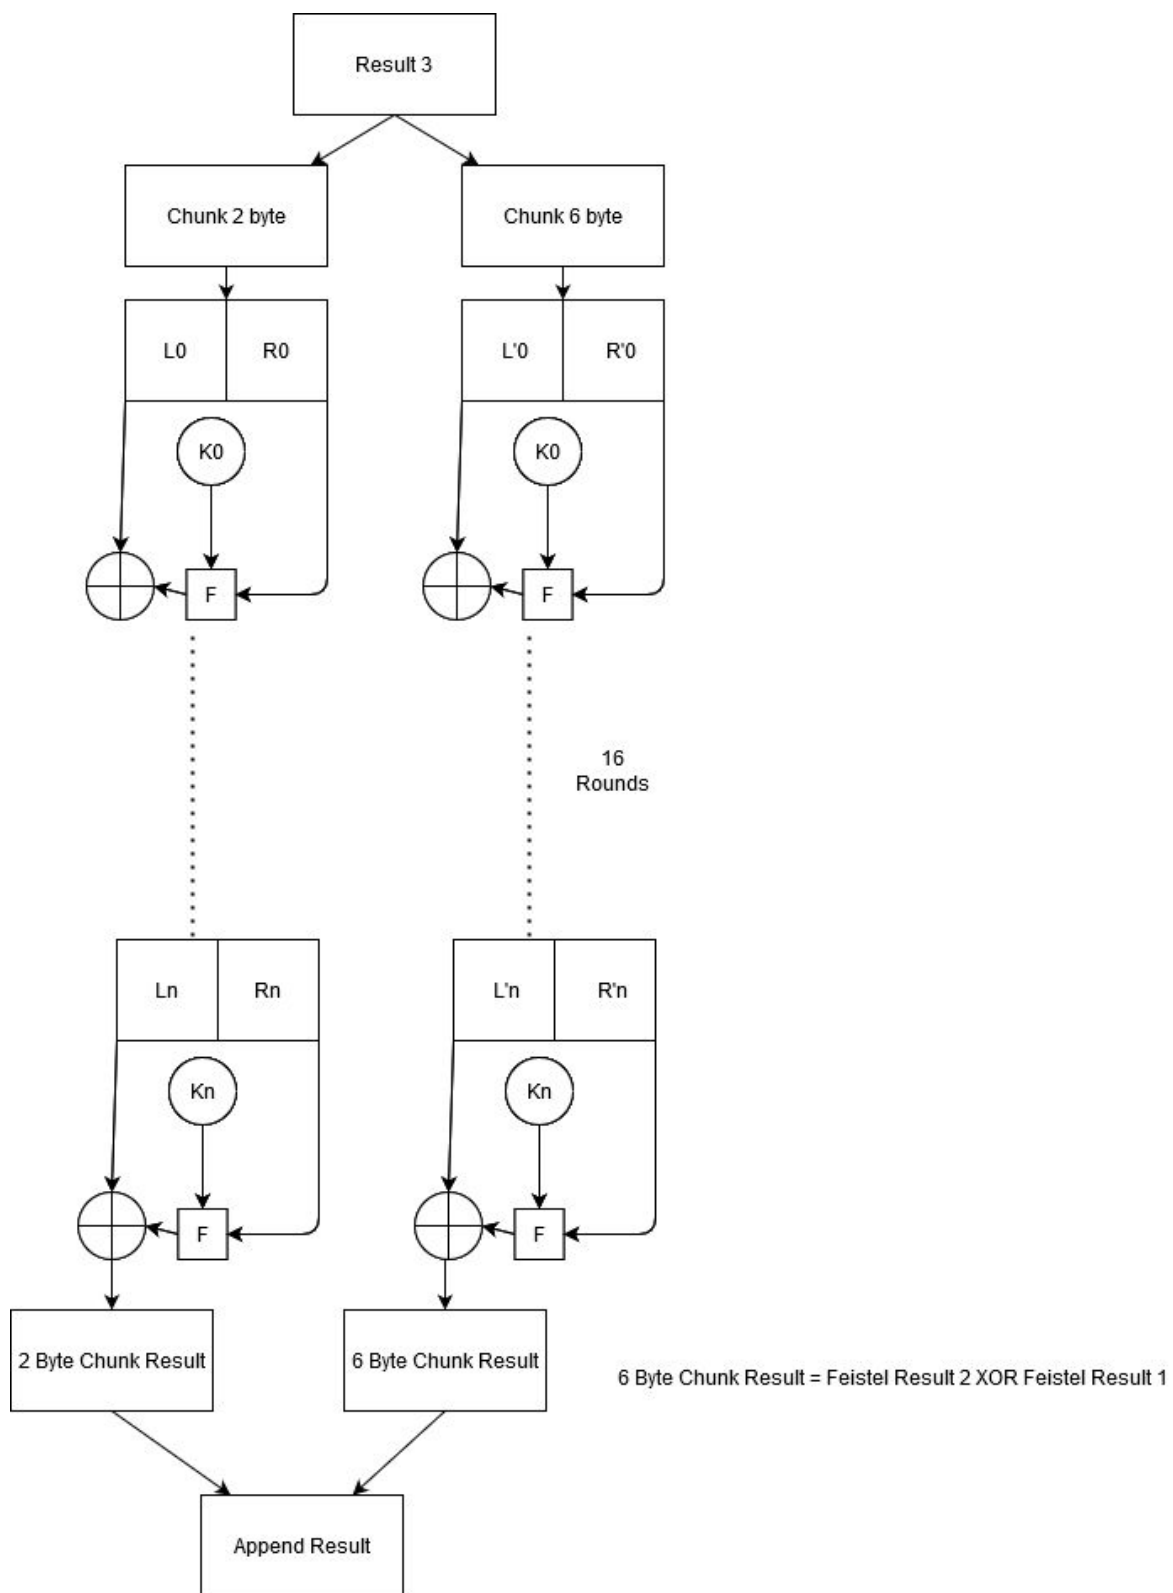 Result 3
Chunk 2 byte
Chunk 6 byte
L0
R0
L'0
R'0
K0
K0
F
F
16
Rounds
Ln
Rn
L'n
R'n
Kn
Kn
F
F
2 Byte Chunk Result
6 Byte Chunk Result
6 Byte Chunk Result = Feistel Result 2 XOR Feistel Result 1
Append Result